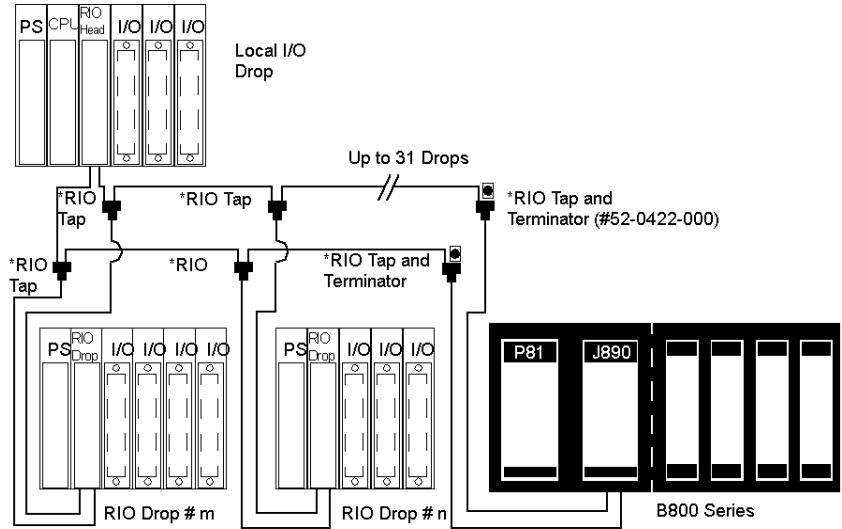 PS CPU RIO Head I/O I/O I/O
Local I/O
Drop
Up to 31 Drops
*RIO
Tap
*RIO Tap
*RIO Tap and
Terminator (#52-0422-000)
*RIO
Tap
*RIO
*RIO Tap and
Terminator
PS RIO Drop I/O I/O I/O I/O
PS RIO Drop I/O I/O I/O
P81 J890
RIO Drop # m
RIO Drop # n
B800 Series